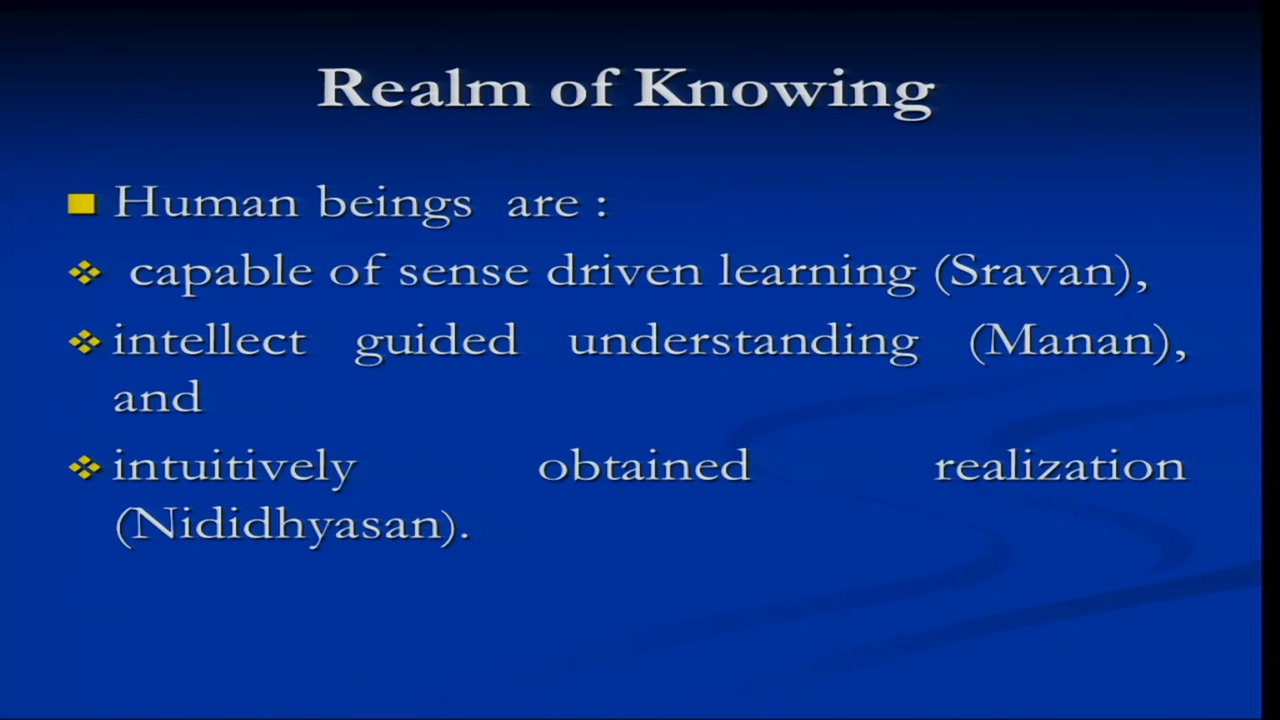 Realm of Knowing
Human beings are :
capable of sense driven learning (Sravan),
intellect guided understanding (Manan),
and
intuitively obtained realization
(Nididhyasan).